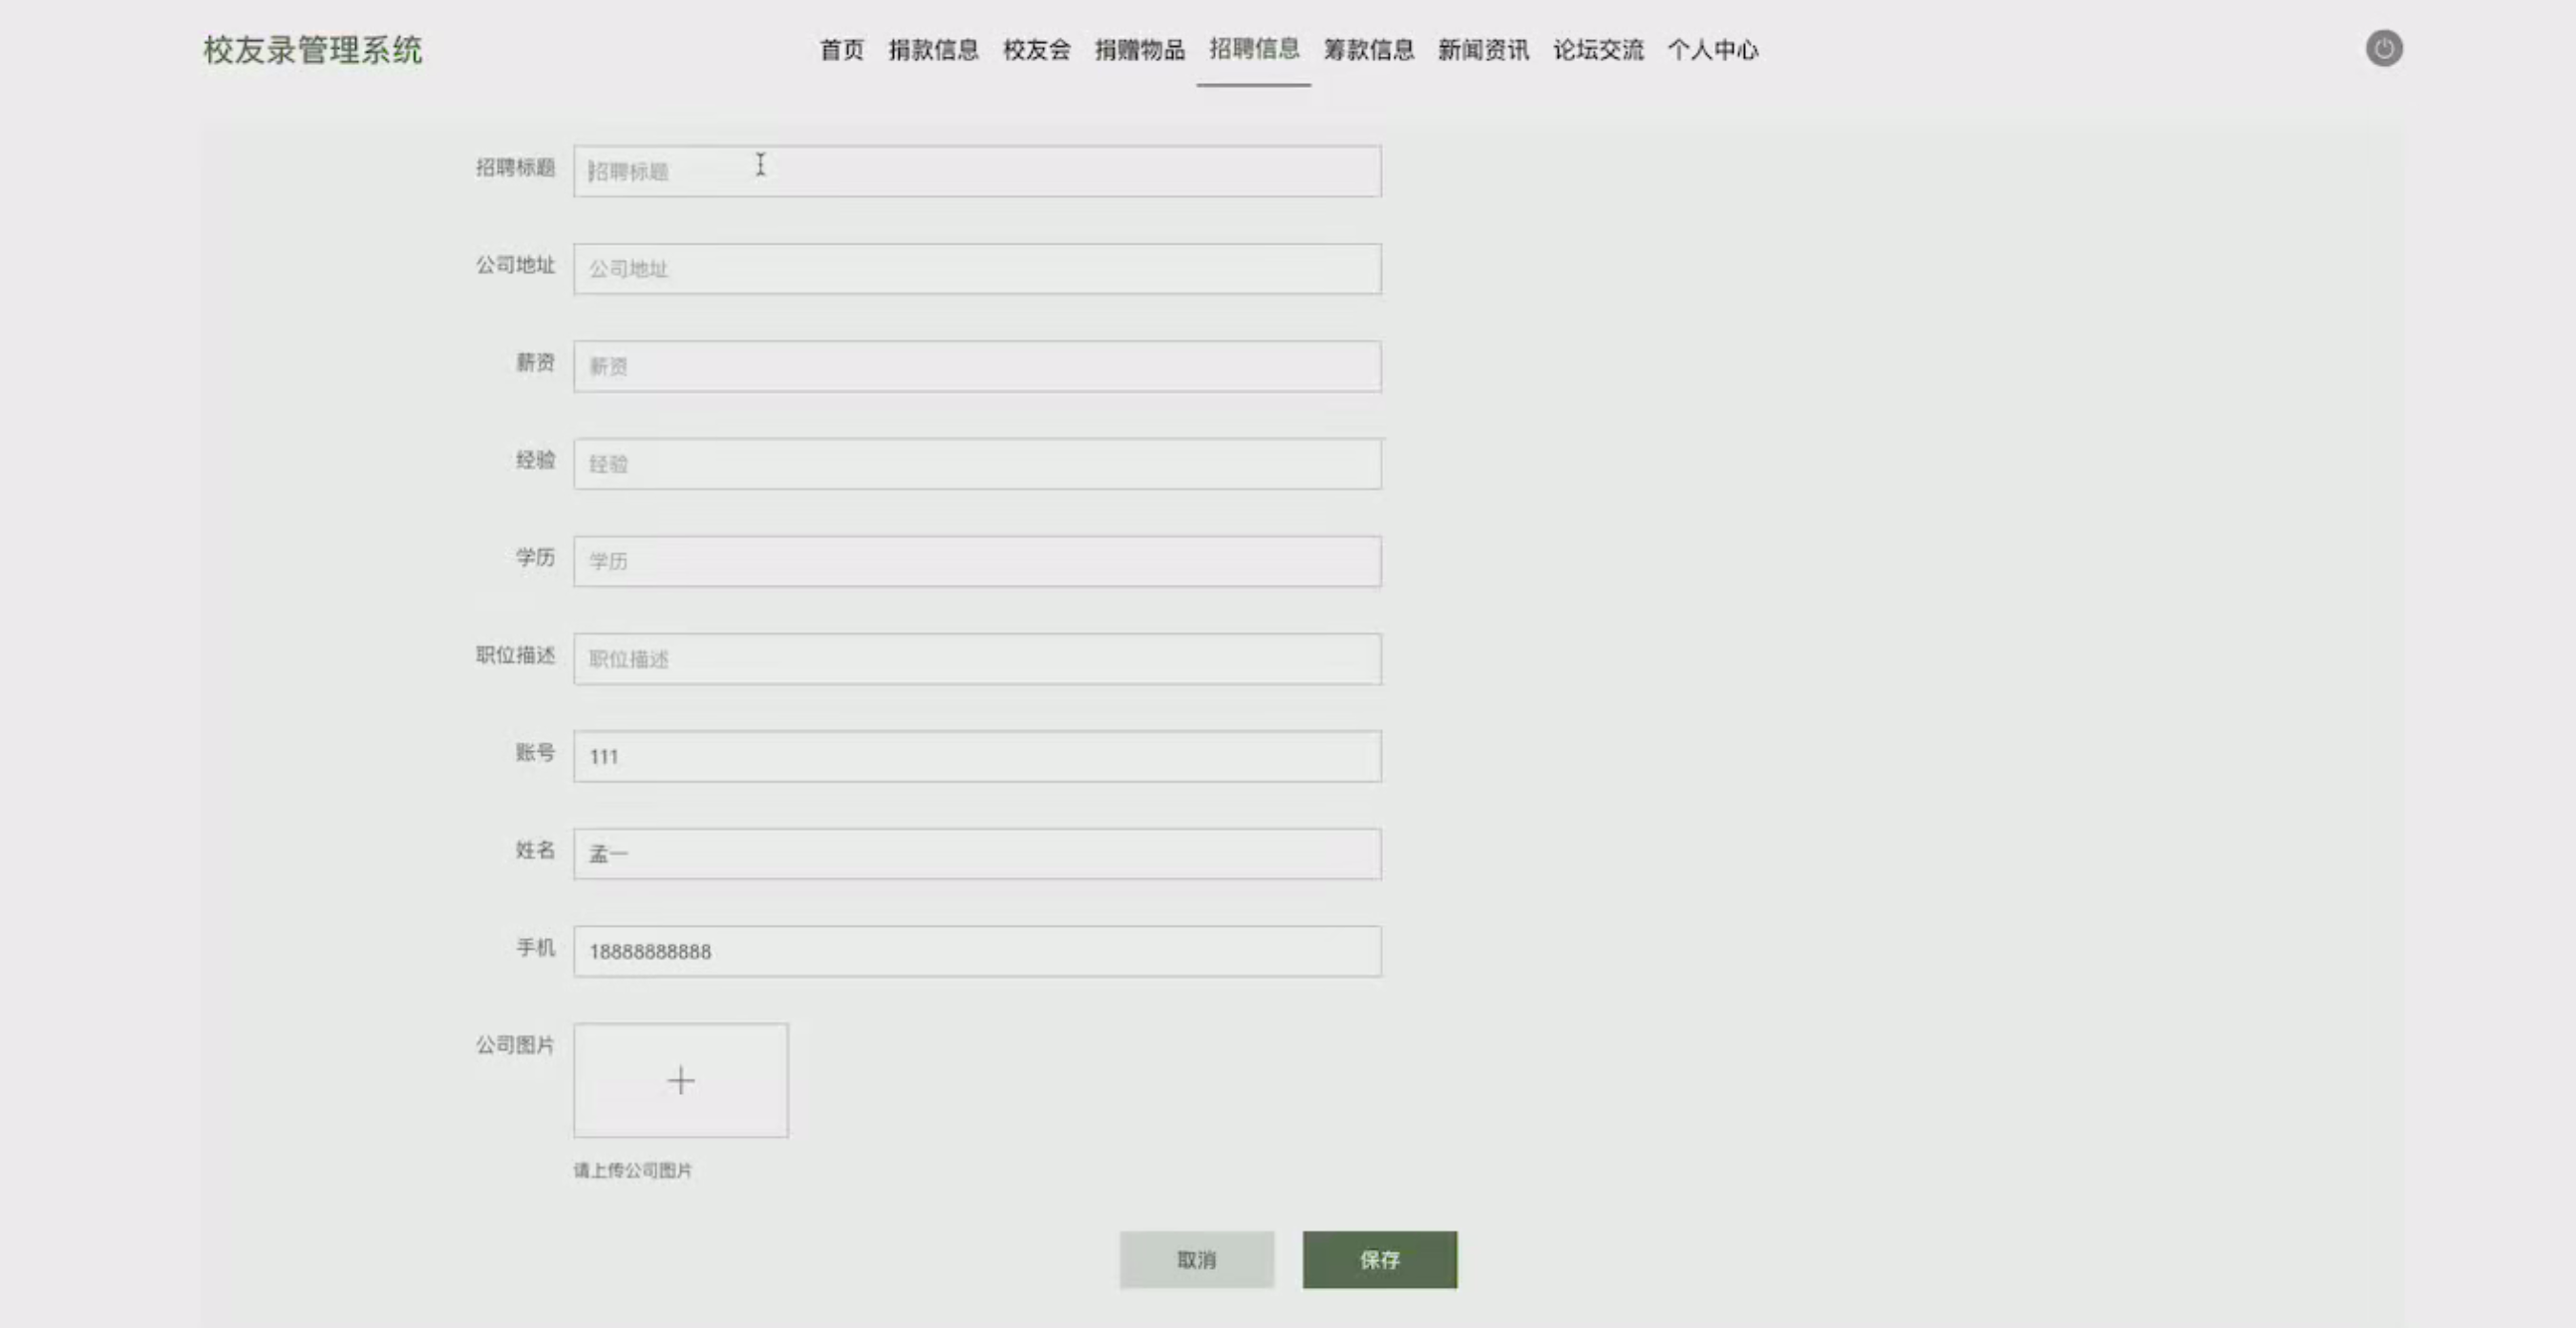 校友录管理系统
首页 捐款信息 校友会 捐赠物品 招聘信息 筹款信息 新闻资讯 论坛交流 个人中心
招聘标题 招聘标题
公司地址 公司地址
薪资 薪资
经验 经验
学历 学历
职位描述 职位描述
账号 111
姓名 孟一
手机 18888888888
公司图片
请上传公司图片
取消 保存